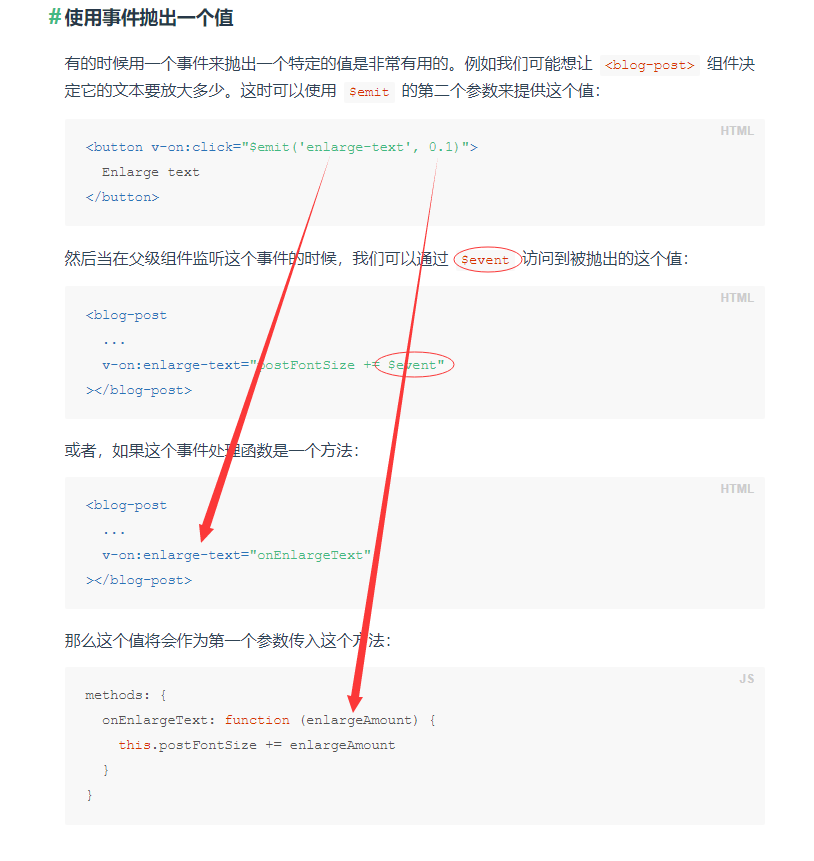 #使用事件抛出一个值
有的时候用一个事件来抛出一个特定的值是非常有用的。例如我们可能想让 <blog-post> 组件决
定它的文本要放大多少。这时可以使用 $emit 的第二个参数来提供这个值：
HTML
<button v-on:click="$emit('enlarge-text', 0.1)">
Enlarge text
</button>
然后当在父级组件监听这个事件的时候，我们可以通过 $event 访问到被抛出的这个值：
HTML
<blog-post
...
v-on:enlarge-text="postFontSize += $event"
></blog-post>
或者，如果这个事件处理函数是一个方法：
HTML
<blog-post
...
v-on:enlarge-text="onEnlargeText"
></blog-post>
那么这个值将会作为第一个参数传入这个方法：
JS
methods: {
onEnlargeText: function (enlargeAmount) {
this.postFontSize += enlargeAmount
}
}